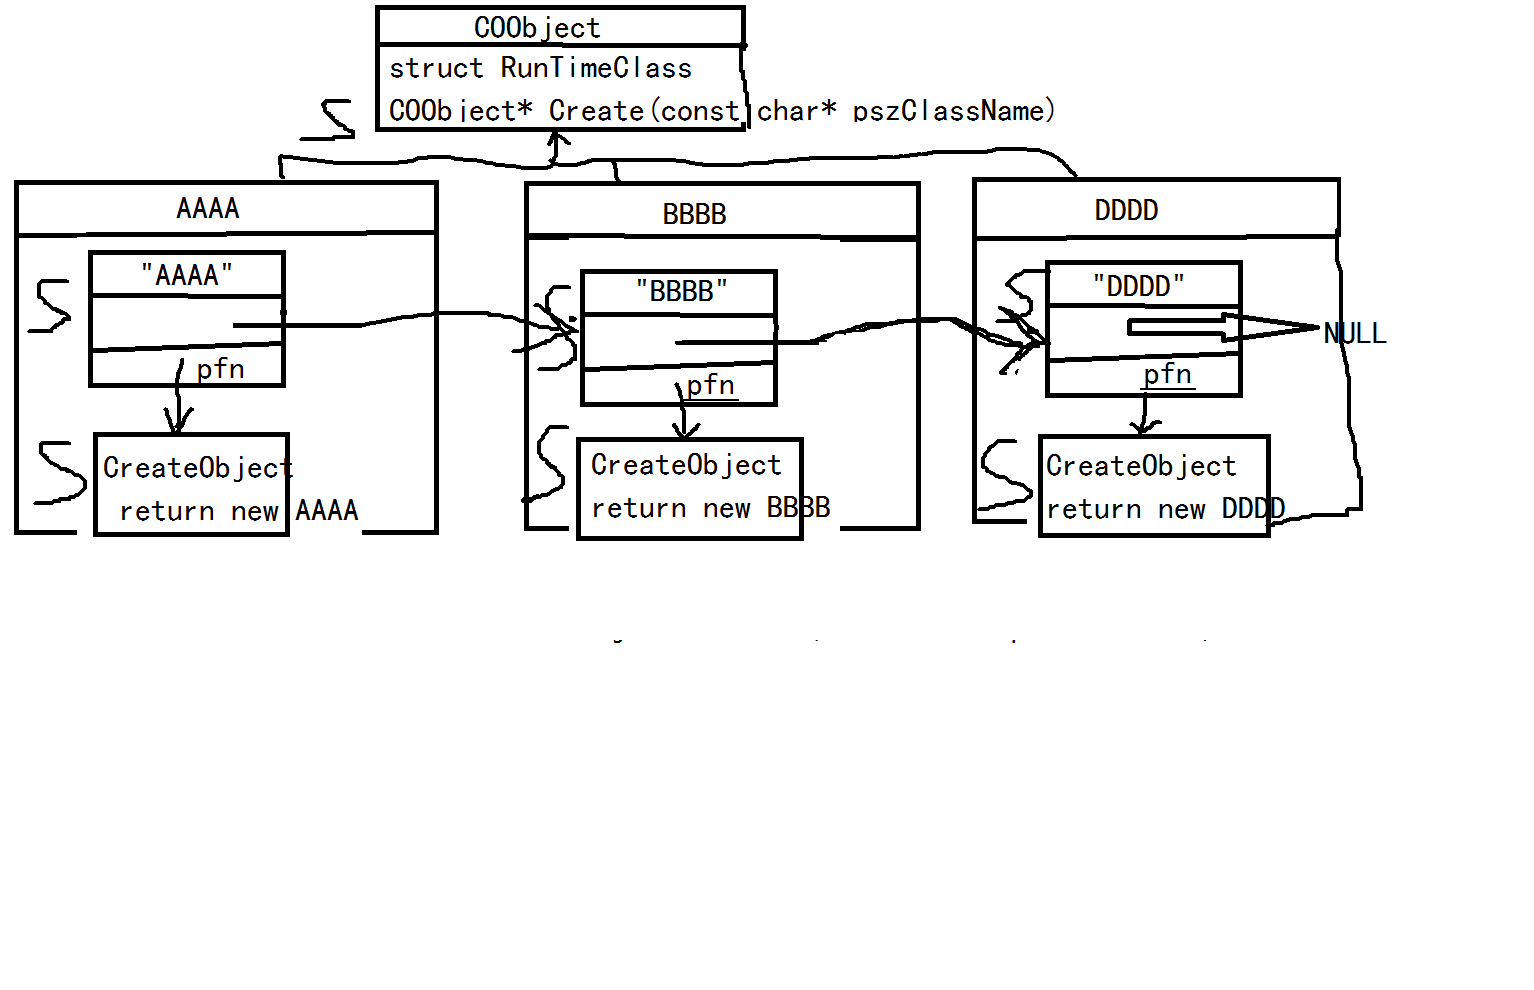 COObject
struct RunTimeClass
COObject* Create(const char* pszClassName)
AAAA
BBBB
DDDD
"AAAA"
"BBBB"
"DDDD"
NULL
pfn
pfn
pfn
CreateObject
return new AAAA
CreateObject
return new BBBB
CreateObject
return new DDDD